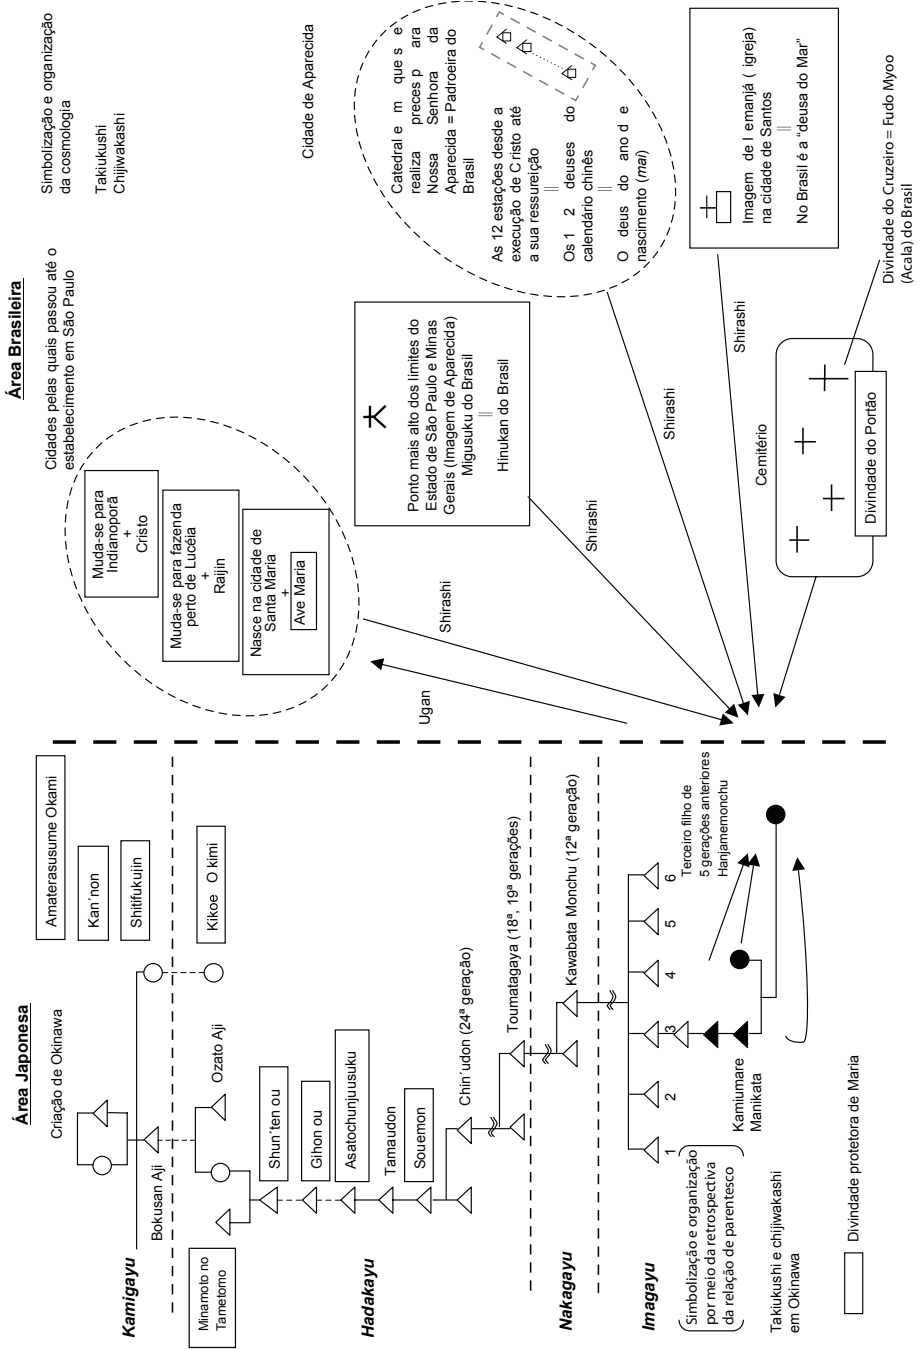 Área Japonesa
Criação de Okinawa
Amaterasusume Okami
Kan´non
Shitifukujin
Kamigayu
Bokusan Aji
Kikoe O kimi
Minamoto no
Tametomo
Ozato Aji
Shun´ten ou
Gihon ou
Asatochunjuusuku
Tamaudon
Souemon
Hadakayu
Chin´udon (24ª geração)
Toumatagaya (18ª, 19ª gerações)
Nakagayu
Kawabata Monchu (12ª geração)
Imagayu
1
2
3
4
5
6
Simbolização e organização
por meio da retrospectiva
da relação de parentesco
Terceiro filho de
5 gerações anteriores
Hanjamemonchu
Kamiumare
Manikata
Takiukushi e chijiwakashi
em Okinawa
Divindade protetora de Maria
Área Brasileira
Cidades pelas quais passou até o
estabelecimento em São Paulo
Simbolização e organização
da cosmologia
Takiukushi
Chijiwakashi
Muda-se para
Indianoporã
+
Cristo
Muda-se para fazenda
perto de Lucéia
+
Raijin
Nasce na cidade de
Santa Maria
+
Ave Maria
Ugan
Shirashi
Ponto mais alto dos limites do
Estado de São Paulo e Minas
Gerais (Imagem de Aparecida)
Migusuku do Brasil
Hinukan do Brasil
Shirashi
Cidade de Aparecida
Catedral e m que s e
realiza preces p ara
Nossa Senhora da
Aparecida = Padroeira do
Brasil
As 12 estações desde a
execução de C risto até
a sua ressureição
Os 1 2 deuses do
calendário chinês
O deus do ano d e
nascimento (mai)
Shirashi
Imagem de I emanjá ( igreja)
na cidade de Santos
No Brasil é a “deusa do Mar”
Shirashi
Cemitério
Divindade do Portão
Divindade do Cruzeiro = Fudo Myoo
(Acala) do Brasil